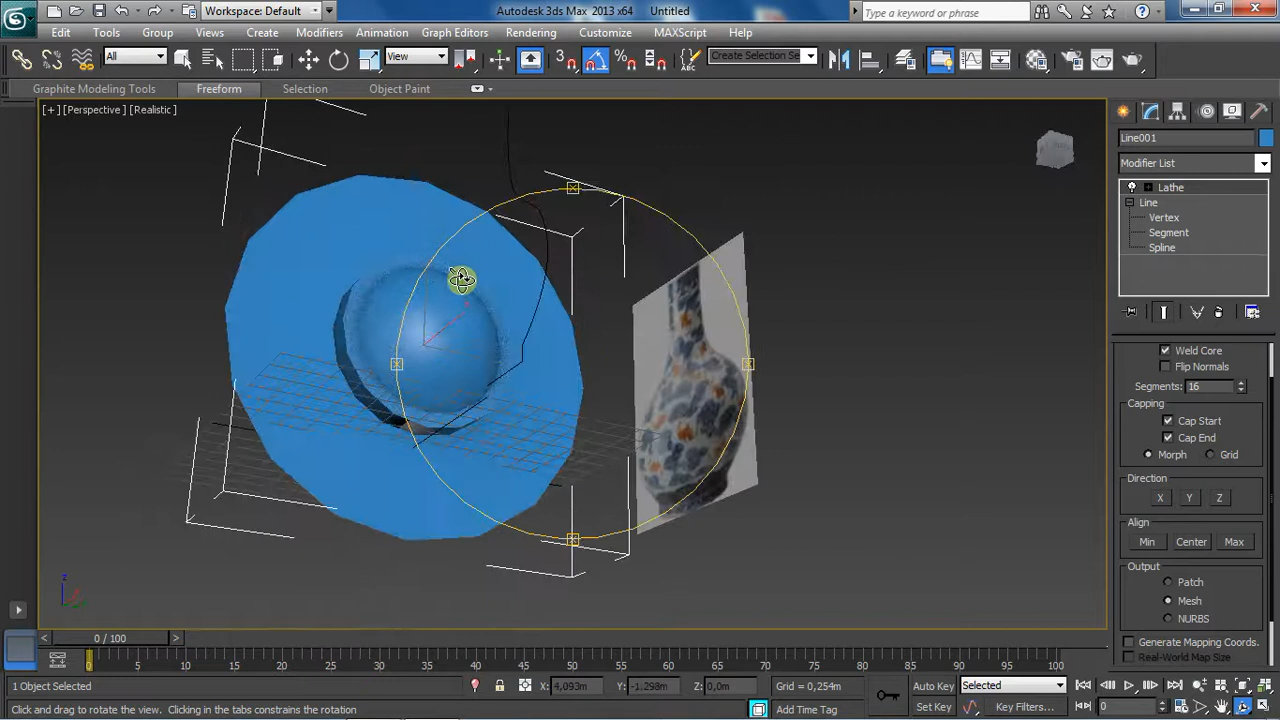 Workspace: Default
Autodesk 3ds Max 2013 x64 Untitled
Type a keyword or phrase
Edit Tools Group Views Create Modifiers Animation Graph Editors Rendering Customize MAXScript Help
All View 3 Create Selection Se
Graphite Modeling Tools Freeform Selection Object Paint
[+] [Perspective] [Realistic]
Line001
Modifier List
Lathe
Line
Vertex
Segment
Spline
Weld Core
Flip Normals
Segments: 16
Capping
Cap Start
Cap End
Morph Grid
Direction
X Y Z
Align
Min Center Max
Output
Patch
Mesh
NURBS
Generate Mapping Coords.
Real-World Map Size
z
0 / 100
0 5 10 15 20 25 30 35 40 45 50 55 60 65 70 75 80 85 90 95 100
1 Object Selected X: 4,093m Y: -1.298m Z: 0,0m Grid = 0,254m Auto Key Selected
Click and drag to rotate the view. Clicking in the tabs constrains the rotation Add Time Tag Set Key Key Filters... 0